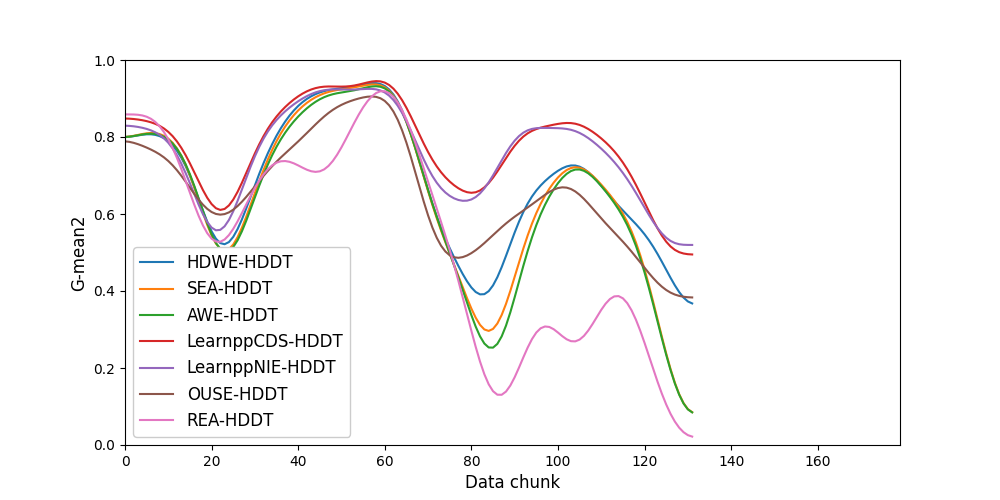 1.0
0.8
0.6
0.4
0.2
0.0
G-mean2
HDWE-HDDT
SEA-HDDT
AWE-HDDT
LearnppCDS-HDDT
LearnppNIE-HDDT
OUSE-HDDT
REA-HDDT
0 20 40 60 80 100 120 140 160
Data chunk